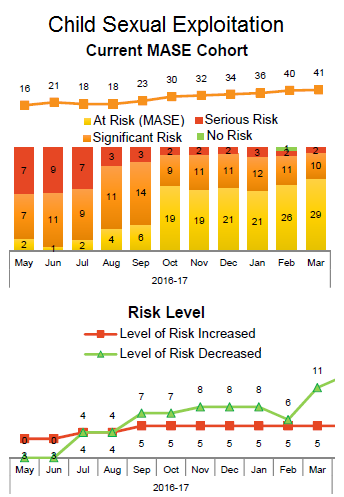 Child Sexual Exploitation
Current MASE Cohort
16 21 18 18 23 30 32 34 36 40 41
At Risk (MASE) Serious Risk
Significant Risk No Risk
1
7 9 7 3 3 2 2 2 3 2 2
7 11 9 11 14 9 11 11 12 11 10
2 1 2 4 6 19 19 21 21 26 29
May Jun Jul Aug Sep Oct Nov Dec Jan Feb Mar
2016-17
Risk Level
Level of Risk Increased
Level of Risk Decreased
0 0 4 4 7 7 8 8 8 6 11
3 3 4 4 5 5 5 5 5 5 5
May Jun Jul Aug Sep Oct Nov Dec Jan Feb Mar
2016-17